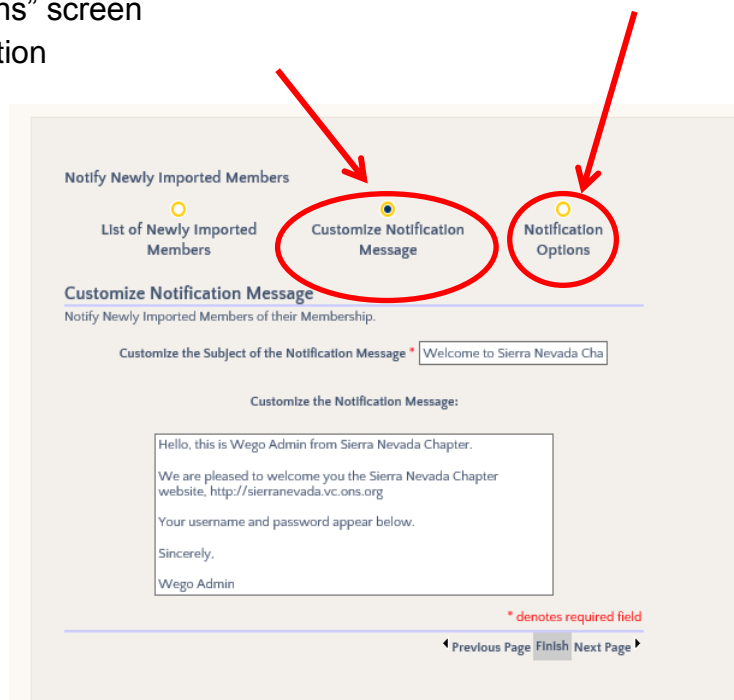 ns” screen
tion
Notify Newly Imported Members
List of Newly Imported Members
Customize Notification Message
Notification Options
Customize Notification Message
Notify Newly Imported Members of their Membership.
Customize the Subject of the Notification Message * Welcome to Sierra Nevada Cha
Customize the Notification Message:
Hello, this is Wego Admin from Sierra Nevada Chapter.
We are pleased to welcome you the Sierra Nevada Chapter
website, http://sierranevada.vc.ons.org
Your username and password appear below.
Sincerely,
Wego Admin
* denotes required field
Previous Page Finish Next Page